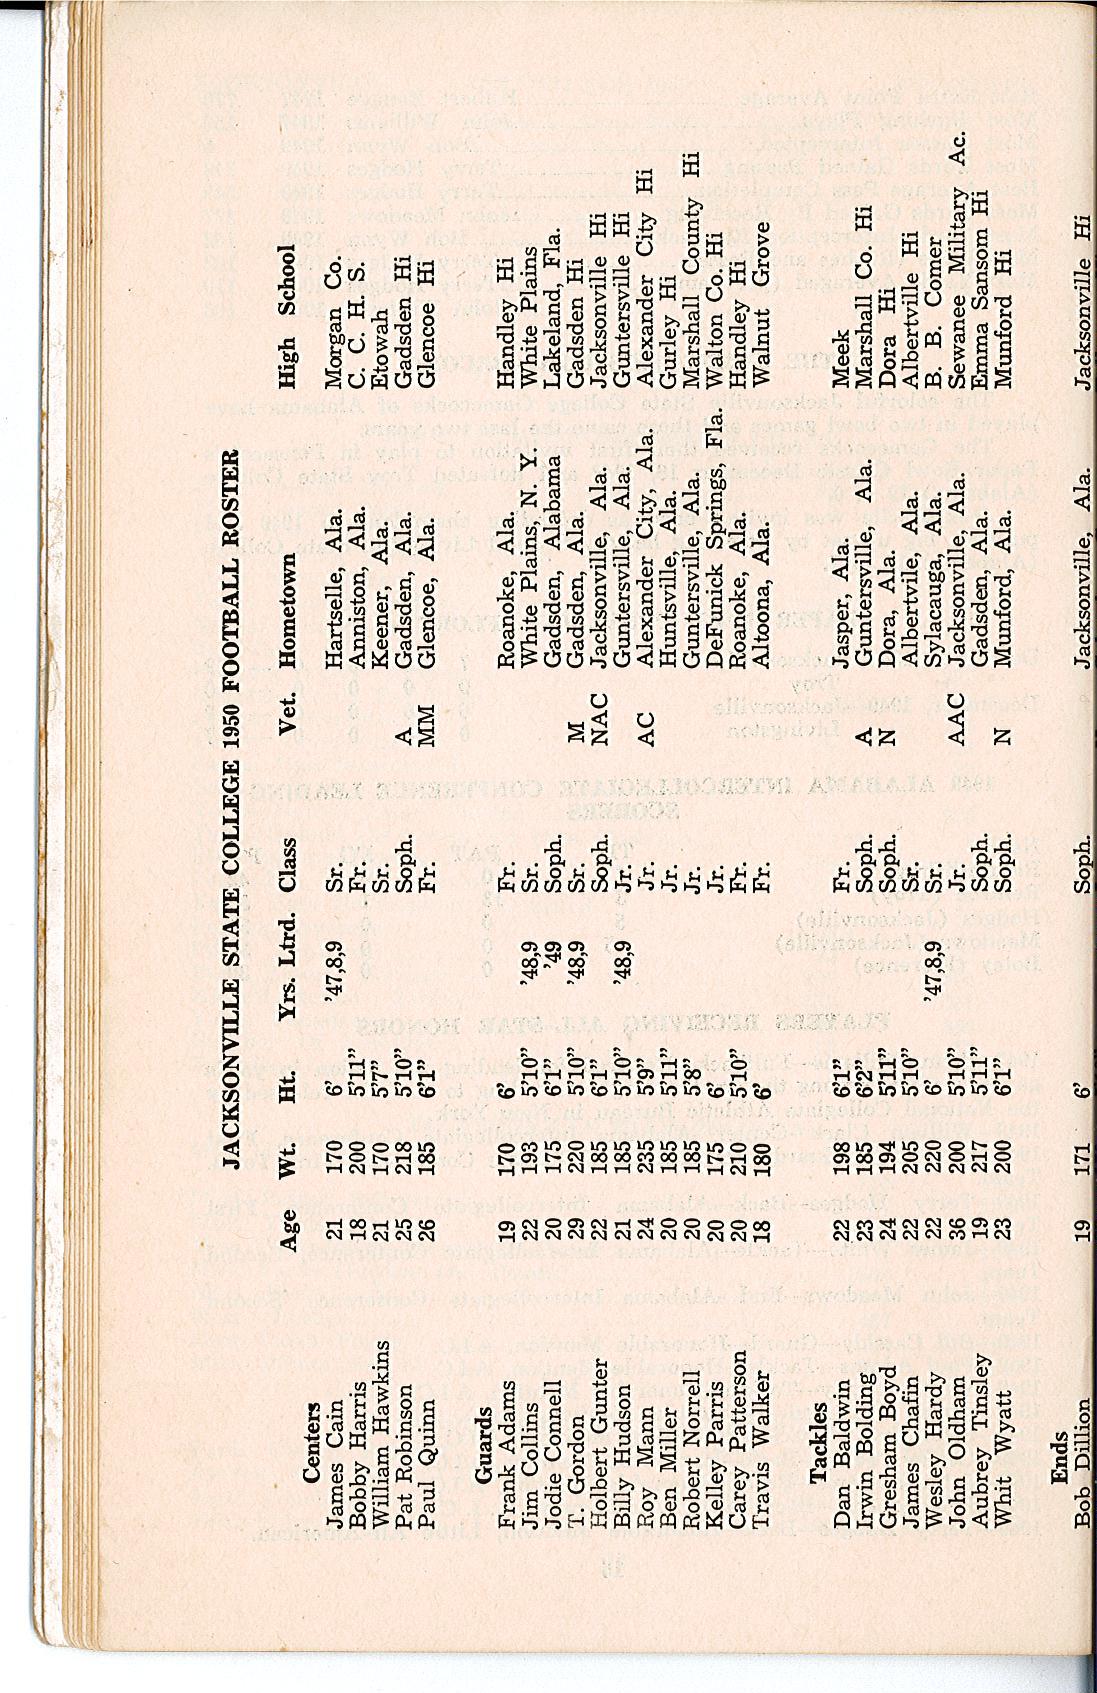 JACKSONVILLE STATE COLLEGE 1950 FOOTBALL ROSTER
Age Wt. Ht. Yrs. Ltrd. Class Vet. Hometown High School
Centers
James Cain 21 170 6' '47,8,9 Sr. Hartselle, Ala. Morgan Co.
Bobby Harris 18 200 5'11" Fr. Anniston, Ala. C. C. H. S.
William Hawkins 21 170 5'7" Sr. Keener, Ala. Etowah
Pat Robinson 25 218 5'10" Soph. A Gadsden, Ala. Gadsden Hi
Paul Quinn 26 185 6'1" Fr. MM Glencoe, Ala. Glencoe Hi
Guards
Frank Adams 19 170 6' Fr. Roanoke, Ala. Handley Hi
Jim Collins 22 193 5'10" '48,9 Sr. White Plains, N. Y. White Plains
Jodie Connell 20 175 6'1" '49 Soph. Gadsden, Alabama Lakeland, Fla.
T. Gordon 29 220 5'10" '48,9 Sr. M Gadsden, Ala. Gadsden Hi
Holbert Gunter 22 185 6'1" Soph. NAC Jacksonville, Ala. Jacksonville Hi
Billy Hudson 21 185 5'10" '48,9 Jr. Guntersville, Ala. Guntersville Hi
Roy Mann 24 235 5'9" Jr. AC Alexander City, Ala. Alexander City Hi
Ben Miller 20 185 5'11" Jr. Huntsville, Ala. Gurley Hi
Robert Norrell 20 185 5'8" Jr. Guntersville, Ala. Marshall County Hi
Kelley Parris 20 175 6' Jr. DeFunick Springs, Fla. Walton Co. Hi
Carey Patterson 20 210 5'10" Fr. Roanoke, Ala. Handley Hi
Travis Walker 18 180 6' Fr. Altoona, Ala. Walnut Grove
Tackles
Dan Baldwin 22 198 6'1" Fr. Jasper, Ala. Meek
Irwin Bolding 23 185 6'2" Soph. A Guntersville, Ala. Marshall Co. Hi
Gresham Boyd 24 194 5'11" Soph. N Dora, Ala. Dora Hi
James Chafin 22 205 5'10" Sr. Albertvile, Ala. Albertville Hi
Wesley Hardy 22 220 6' '47,8,9 Sr. Sylacauga, Ala. B. B. Comer
John Oldham 36 200 5'10" Jr. AAC Jacksonville, Ala. Sewanee Military Ac.
Aubrey Tinsley 19 217 5'11" Soph. Gadsden, Ala. Emma Sansom Hi
Whit Wyatt 23 200 6'1" Soph. N Munford, Ala. Munford Hi
Ends
Bob Dillion 19 171 6' Soph. Jacksonville, Ala. Jacksonville Hi